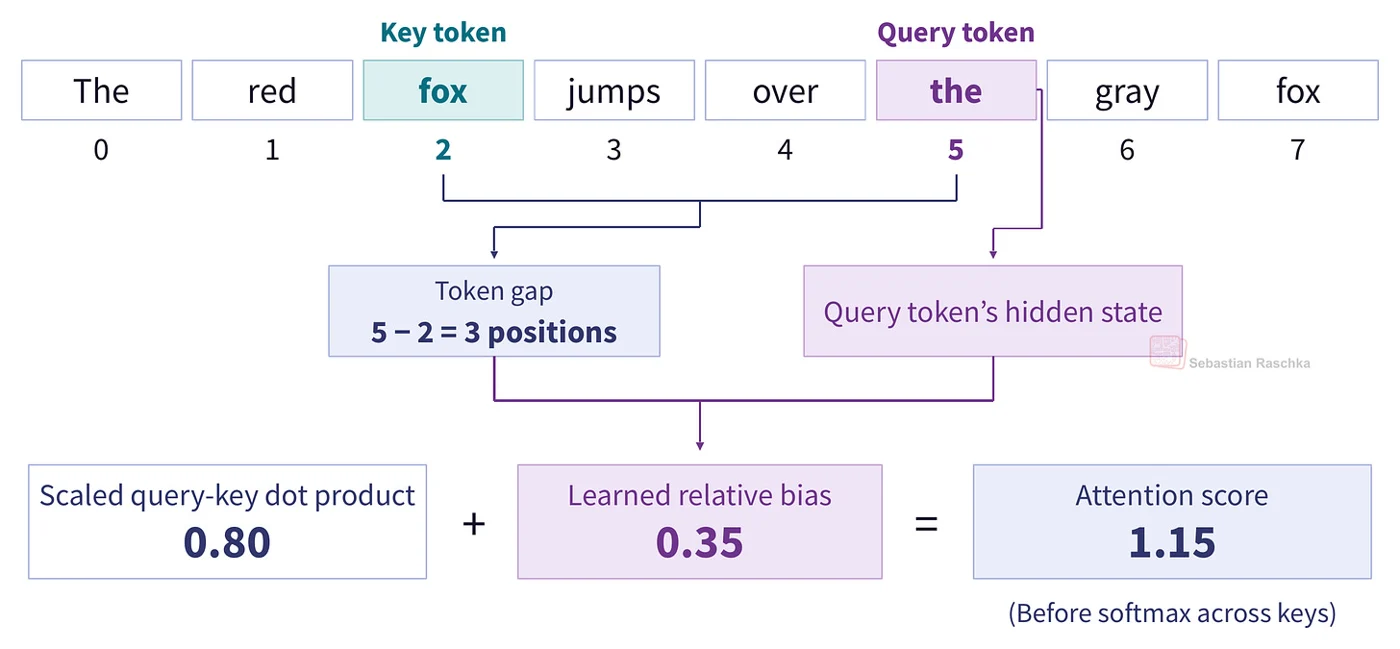 Key token Query token
The red fox jumps over the gray fox
0 1 2 3 4 5 6 7
Token gap
5 − 2 = 3 positions
Query token’s hidden state
Sebastian Raschka
Scaled query-key dot product
0.80
+
Learned relative bias
0.35
=
Attention score
1.15
(Before softmax across keys)